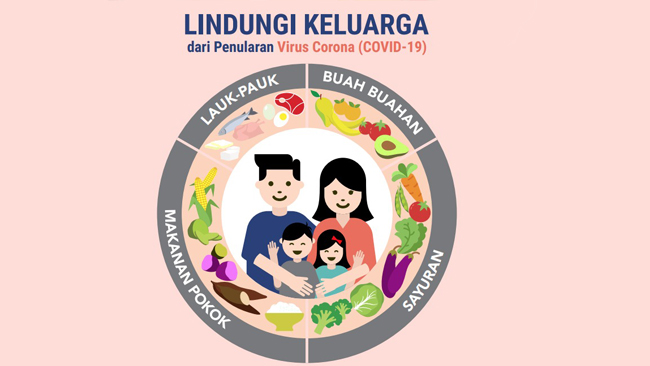 LINDUNGI KELUARGA
dari Penularan Virus Corona (COVID-19)
LAUK-PAUK
BUAH BUAHAN
MAKANAN POKOK
SAYURAN